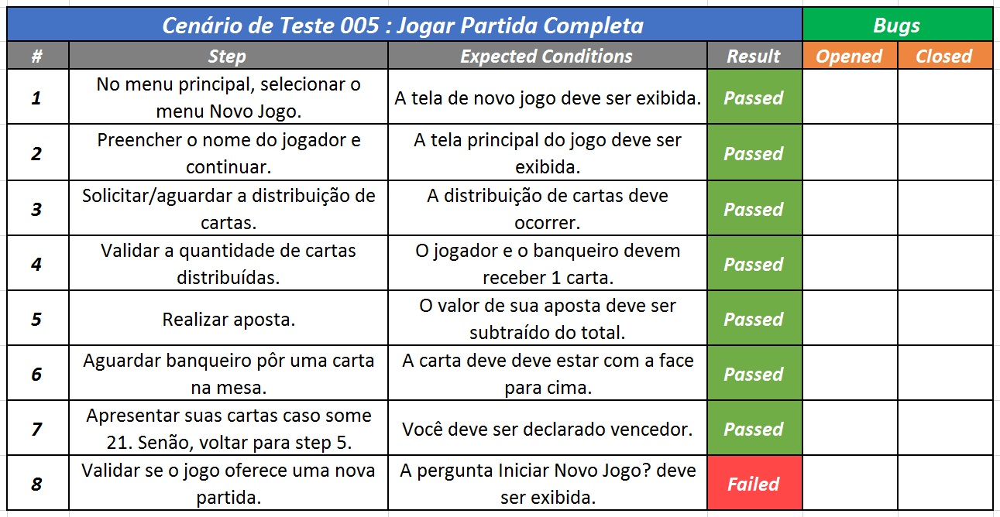 Cenário de Teste 005 : Jogar Partida Completa Bugs
# Step Expected Conditions Result Opened Closed
1 No menu principal, selecionar o
menu Novo Jogo. A tela de novo jogo deve ser exibida. Passed
2 Preencher o nome do jogador e
continuar. A tela principal do jogo deve ser
exibida. Passed
3 Solicitar/aguardar a distribuição de
cartas. A distribuição de cartas deve
ocorrer. Passed
4 Validar a quantidade de cartas
distribuídas. O jogador e o banqueiro devem
receber 1 carta. Passed
5 Realizar aposta. O valor de sua aposta deve ser
subtraído do total. Passed
6 Aguardar banqueiro pôr uma carta
na mesa. A carta deve deve estar com a face
para cima. Passed
7 Apresentar suas cartas caso some
21. Senão, voltar para step 5. Você deve ser declarado vencedor. Passed
8 Validar se o jogo oferece uma nova
partida. A pergunta Iniciar Novo Jogo? deve
ser exibida. Failed